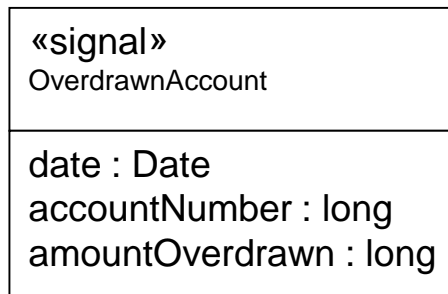 «signal»
OverdrawnAccount
date : Date
accountNumber : long
amountOverdrawn : long